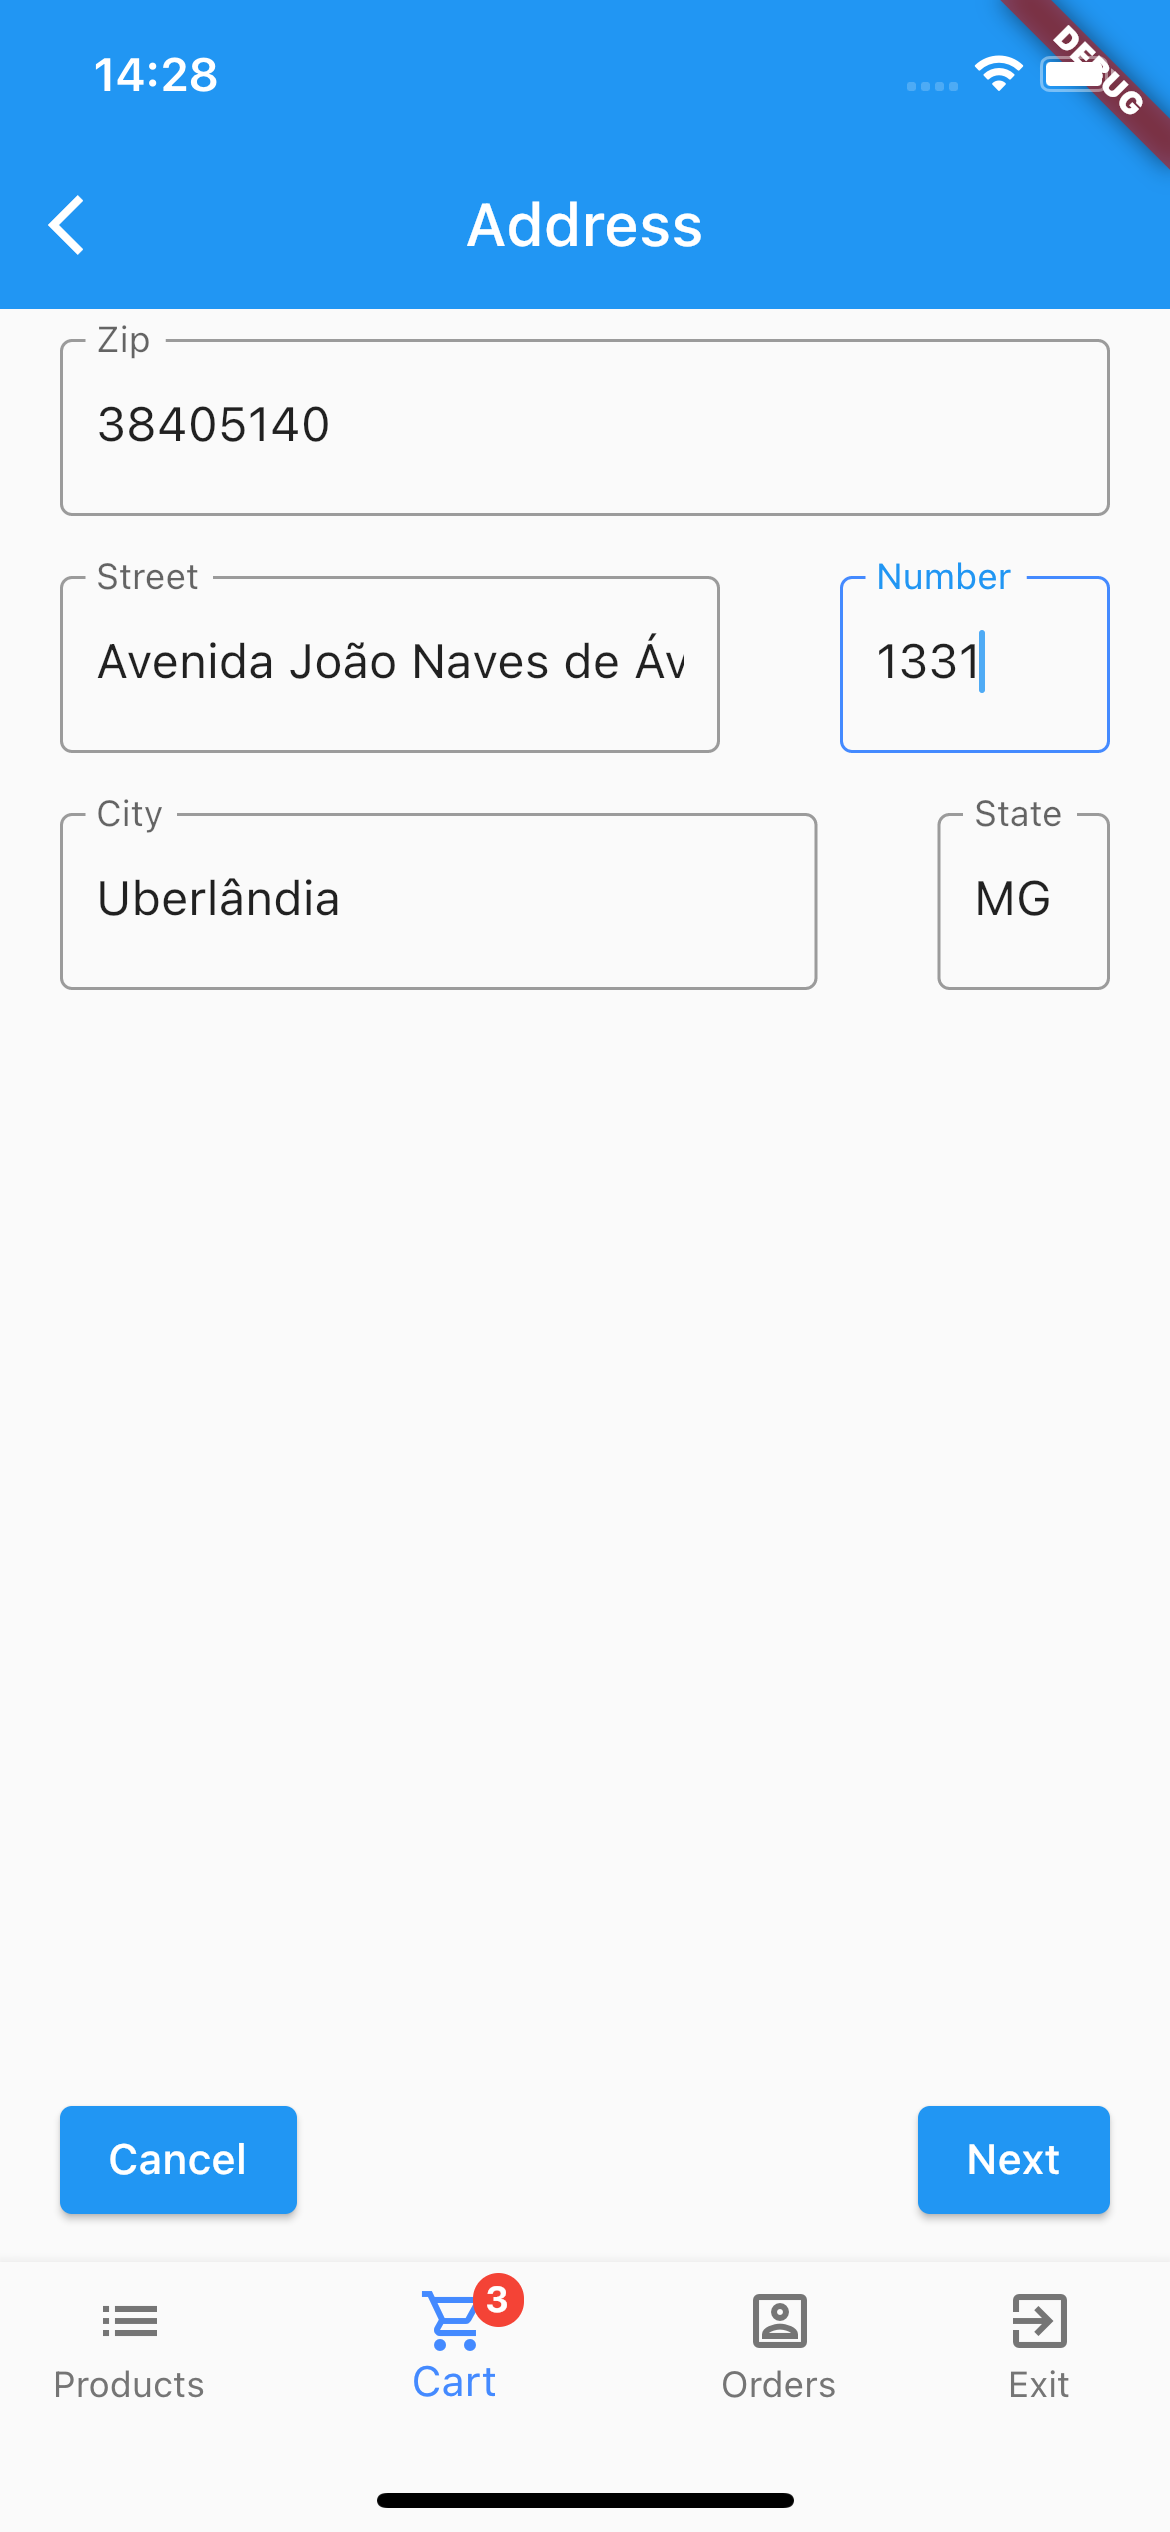 14:28
DEBUG
Address
Zip
38405140
Street
Number
Avenida João Naves de Áv
1331
City
State
Uberlândia
MG
Cancel
Next
3
Products
Cart
Orders
Exit